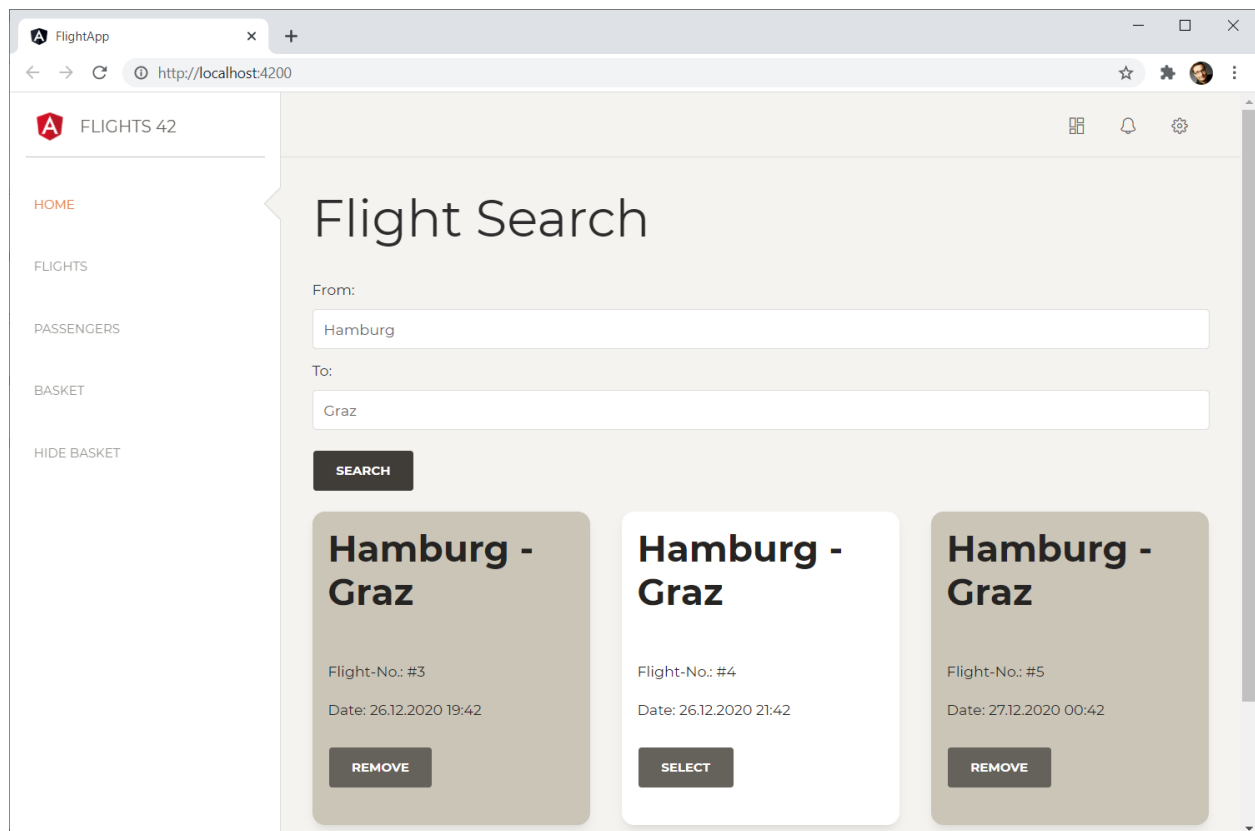 FlightApp
http://localhost:4200
FLIGHTS 42
HOME
FLIGHTS
PASSENGERS
BASKET
HIDE BASKET
Flight Search
From:
Hamburg
To:
Graz
SEARCH
Hamburg -
Graz
Flight-No.: #3
Date: 26.12.2020 19:42
REMOVE
Hamburg -
Graz
Flight-No.: #4
Date: 26.12.2020 21:42
SELECT
Hamburg -
Graz
Flight-No.: #5
Date: 27.12.2020 00:42
REMOVE